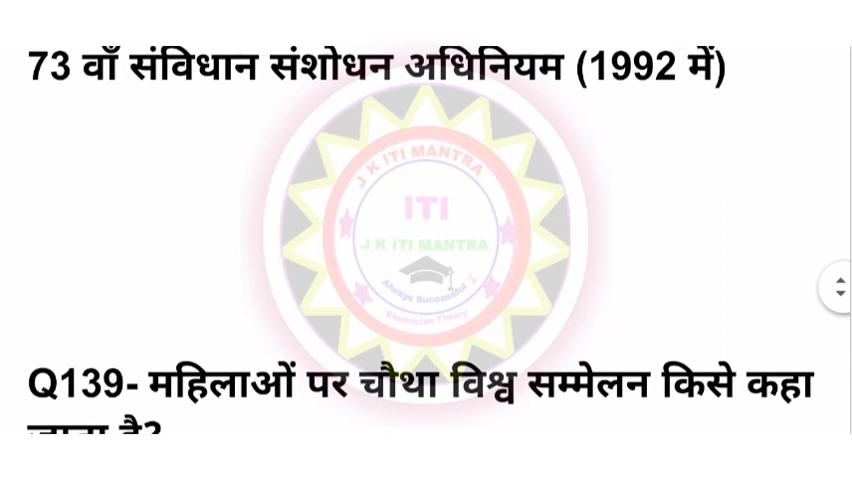 73 वाँ संविधान संशोधन अधिनियम (1992 में)
J K ITI MANTRA
ITI
J K ITI MANTRA
Always Successful
Electrician Theory
Q139- महिलाओं पर चौथा विश्व सम्मेलन किसे कहा
जाता है?